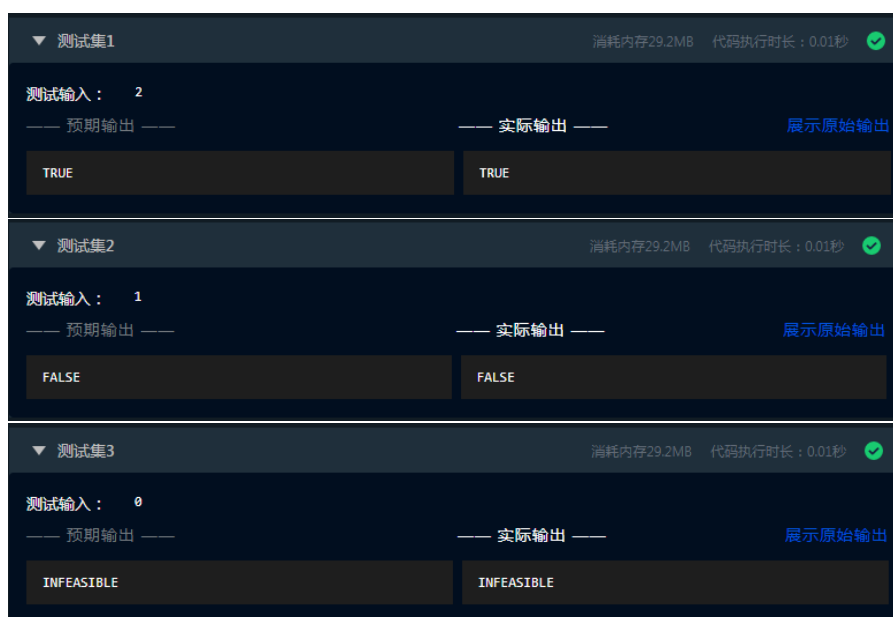 ▼ 测试集1 消耗内存29.2MB 代码执行时长：0.01秒
测试输入： 2
—— 预期输出 —— —— 实际输出 —— 展示原始输出
TRUE TRUE
▼ 测试集2 消耗内存29.2MB 代码执行时长：0.01秒
测试输入： 1
—— 预期输出 —— —— 实际输出 —— 展示原始输出
FALSE FALSE
▼ 测试集3 消耗内存29.2MB 代码执行时长：0.01秒
测试输入： 0
—— 预期输出 —— —— 实际输出 —— 展示原始输出
INFEASIBLE INFEASIBLE